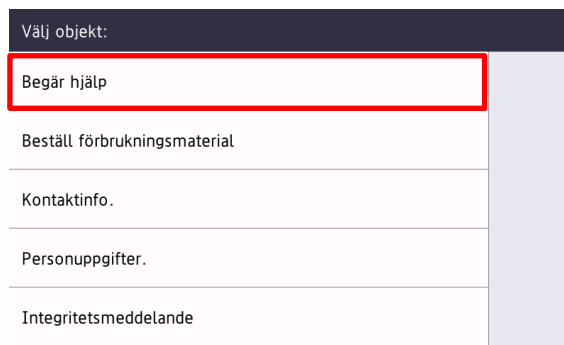 Välj objekt:
Begär hjälp
Beställ förbrukningsmaterial
Kontaktinfo.
Personuppgifter.
Integritetsmeddelande